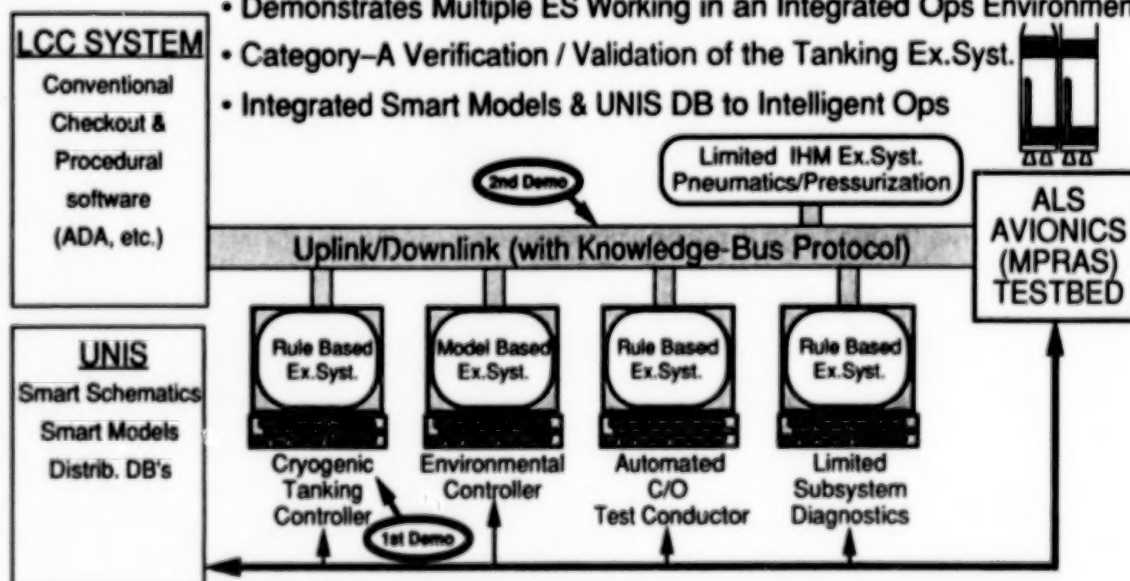 • Demonstrates Multiple ES Working in an Integrated Ops Environmen
• Category–A Verification / Validation of the Tanking Ex.Syst.
• Integrated Smart Models & UNIS DB to Intelligent Ops
LCC SYSTEM
Conventional
Checkout &
Procedural
software
(ADA, etc.)
2nd Demo
Limited IHM Ex.Syst.
Pneumatics/Pressurization
Uplink/Downlink (with Knowledge-Bus Protocol)
ALS
AVIONICS
(MPRAS)
TESTBED
UNIS
Smart Schematics
Smart Models
Distrib. DB's
Rule Based
Ex.Syst.
Cryogenic
Tanking
Controller
1st Demo
Model Based
Ex.Syst.
Environmental
Controller
Rule Based
Ex.Syst.
Automated
C/O
Test Conductor
Rule Based
Ex.Syst.
Limited
Subsystem
Diagnostics